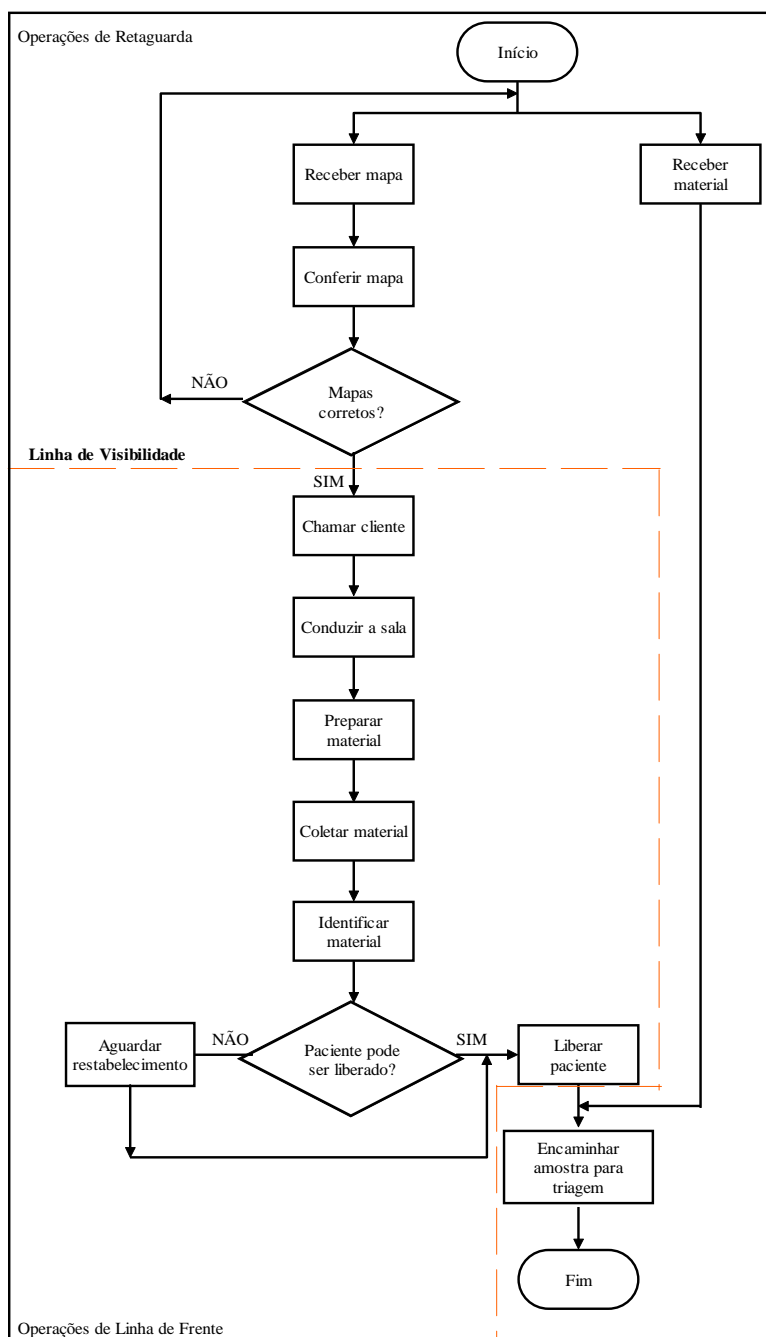 Operações de Retaguarda
Início
Receber mapa
Receber
material
Conferir mapa
NÃO
Mapas
corretos?
Linha de Visibilidade
SIM
Chamar cliente
Conduzir a sala
Preparar
material
Coletar material
Identificar
material
Aguardar
restabelecimento
NÃO
Paciente pode
ser liberado?
SIM
Liberar
paciente
Encaminhar
amostra para
triagem
Fim
Operações de Linha de Frente